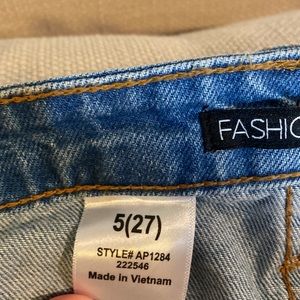 FASHIO
5(27)
STYLE# AP1284
222546
Made in Vietnam